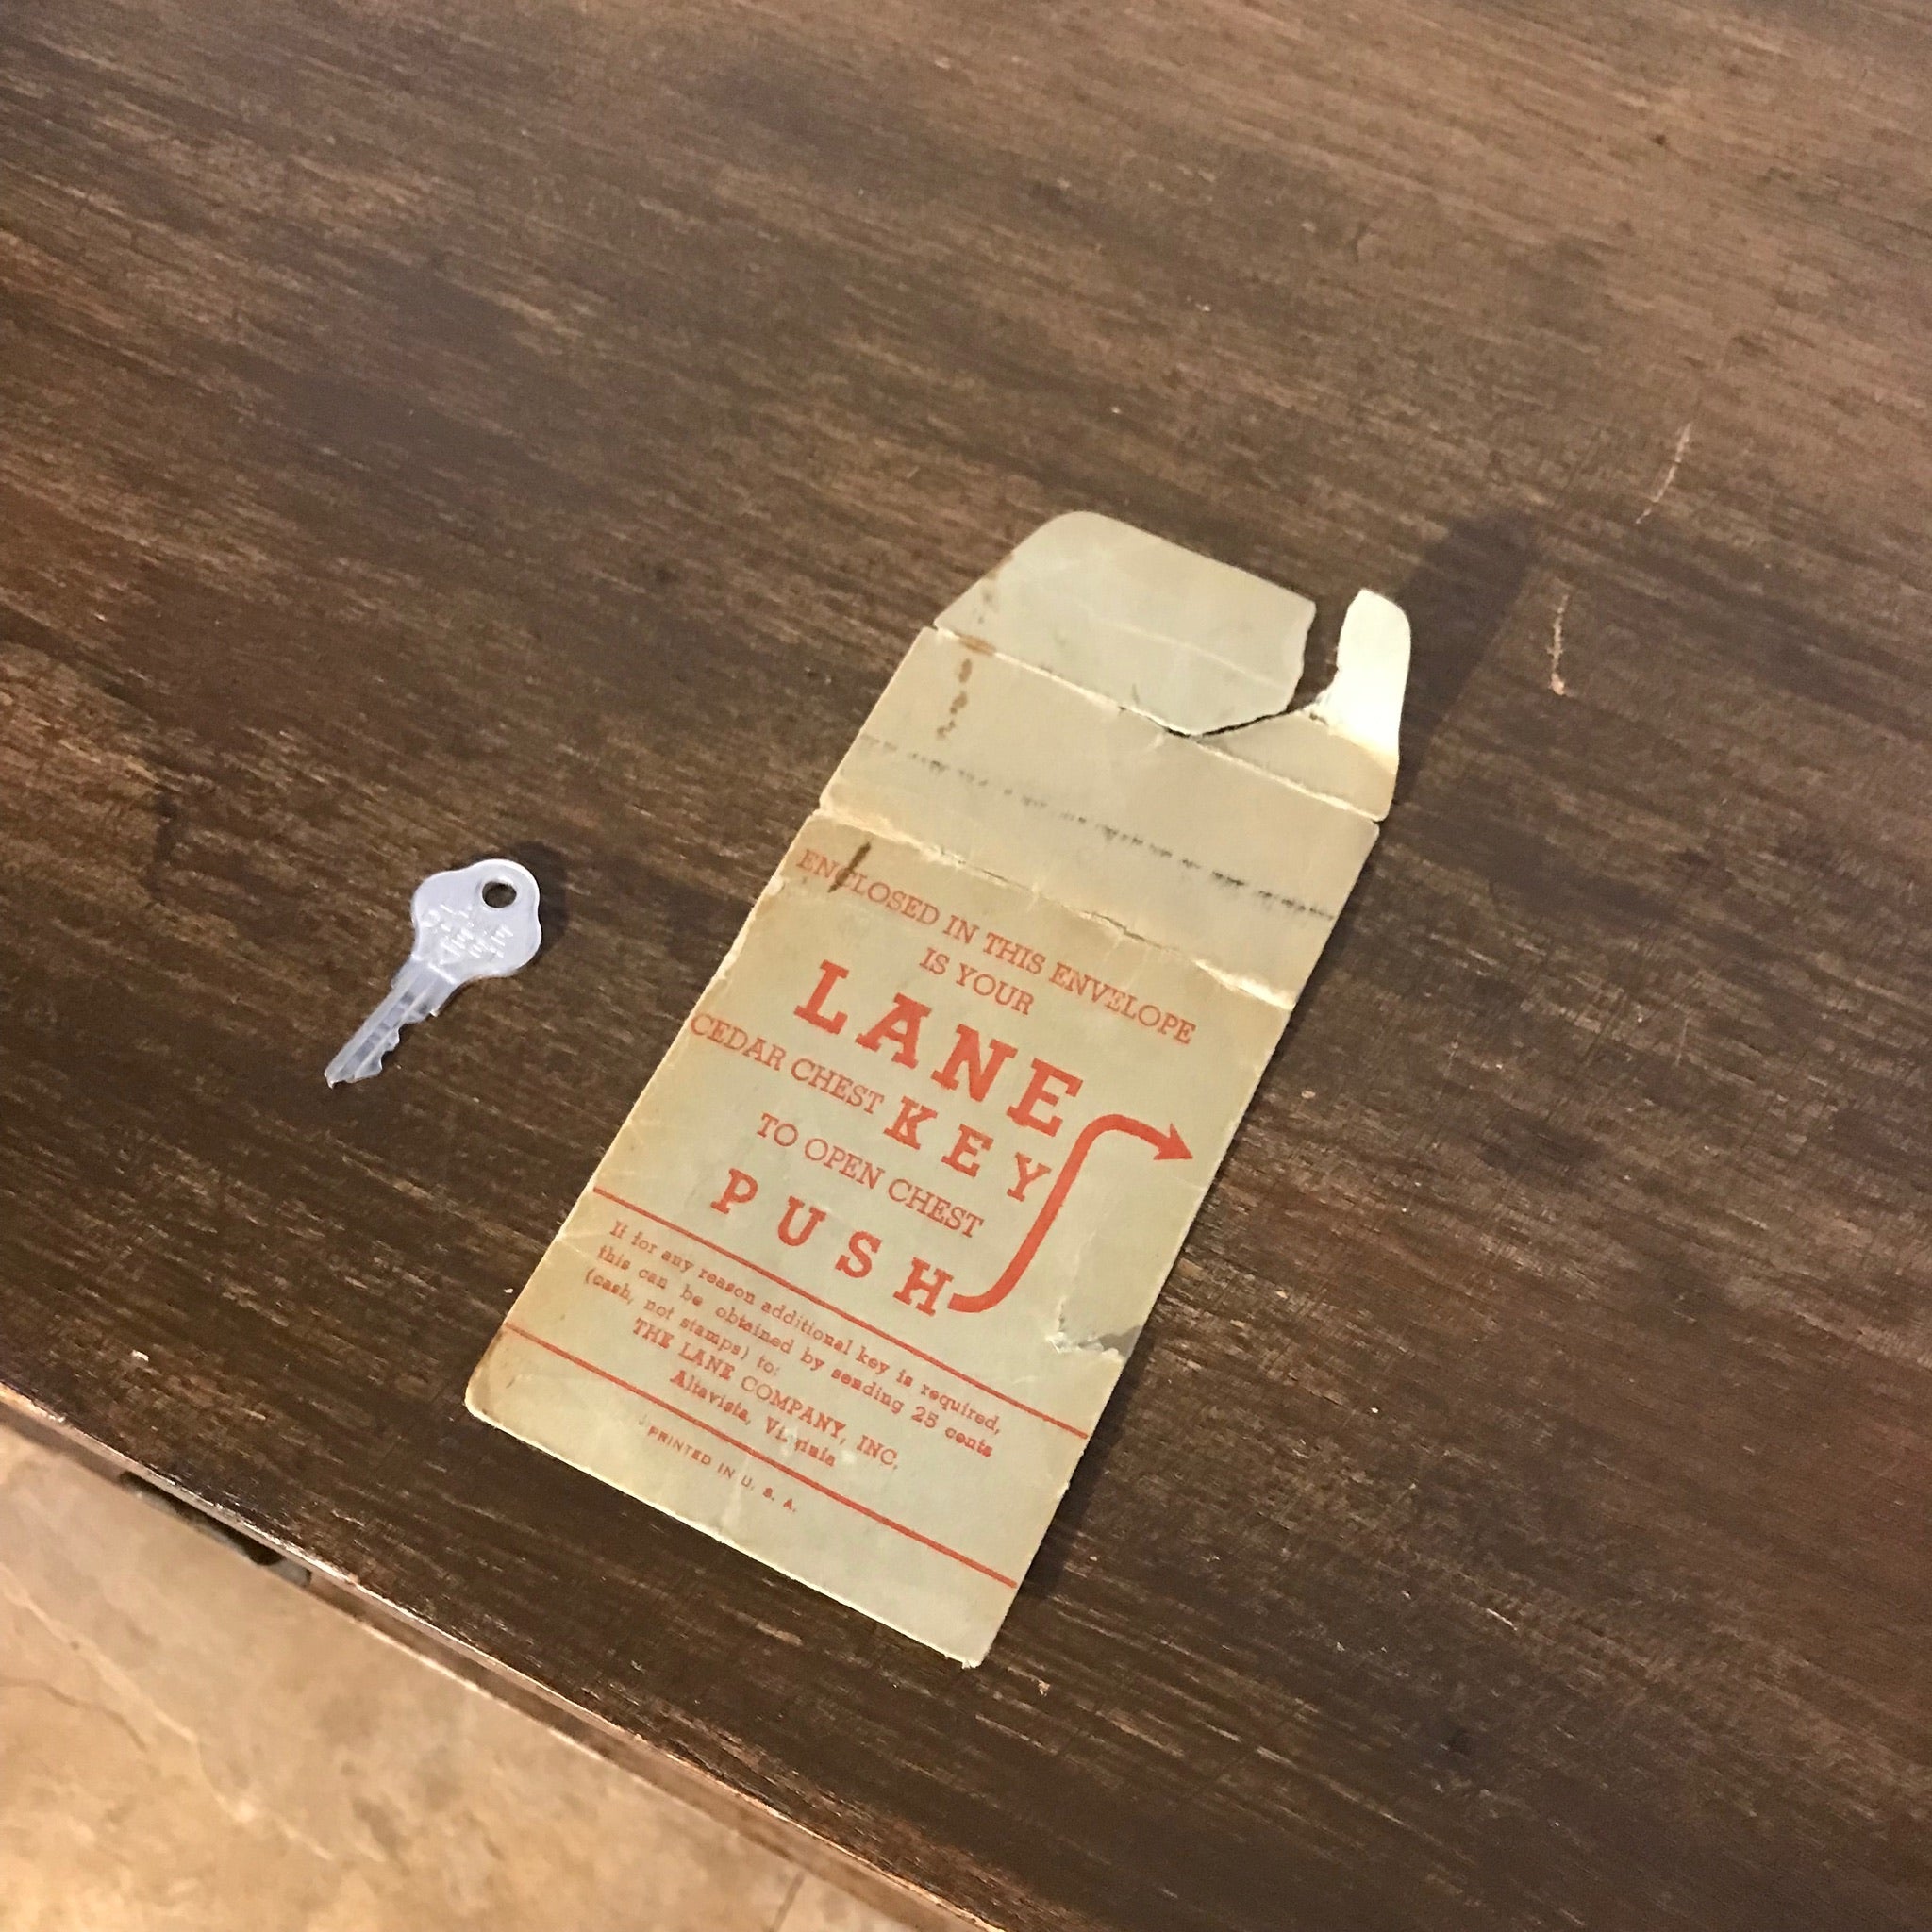 ENCLOSED IN THIS ENVELOPE
IS YOUR
LANE
CEDAR CHEST KEY
TO OPEN CHEST
PUSH
If for any reason additional key is required,
this can be obtained by sending 25 cents
(cash, not stamps) to:
THE LANE COMPANY, INC.
Altavista, Virginia
PRINTED IN U. S. A.